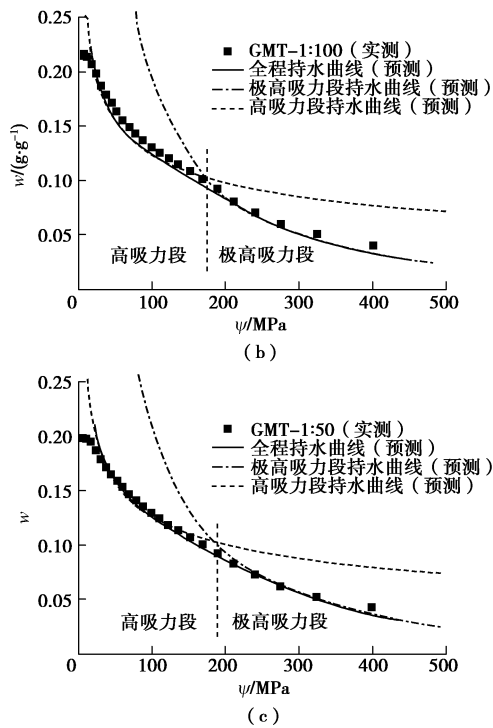 0.25
GMT-1:100（实测）
全程持水曲线（预测）
极高吸力段持水曲线（预测）
高吸力段持水曲线（预测）
0.20
0.15
w/(g·g⁻¹)
0.10
0.05
高吸力段 极高吸力段
0 100 200 300 400 500
ψ/MPa
（b）
0.25
GMT-1:50（实测）
全程持水曲线（预测）
极高吸力段持水曲线（预测）
高吸力段持水曲线（预测）
0.20
0.15
w
0.10
0.05
高吸力段 极高吸力段
0 100 200 300 400 500
ψ/MPa
（c）